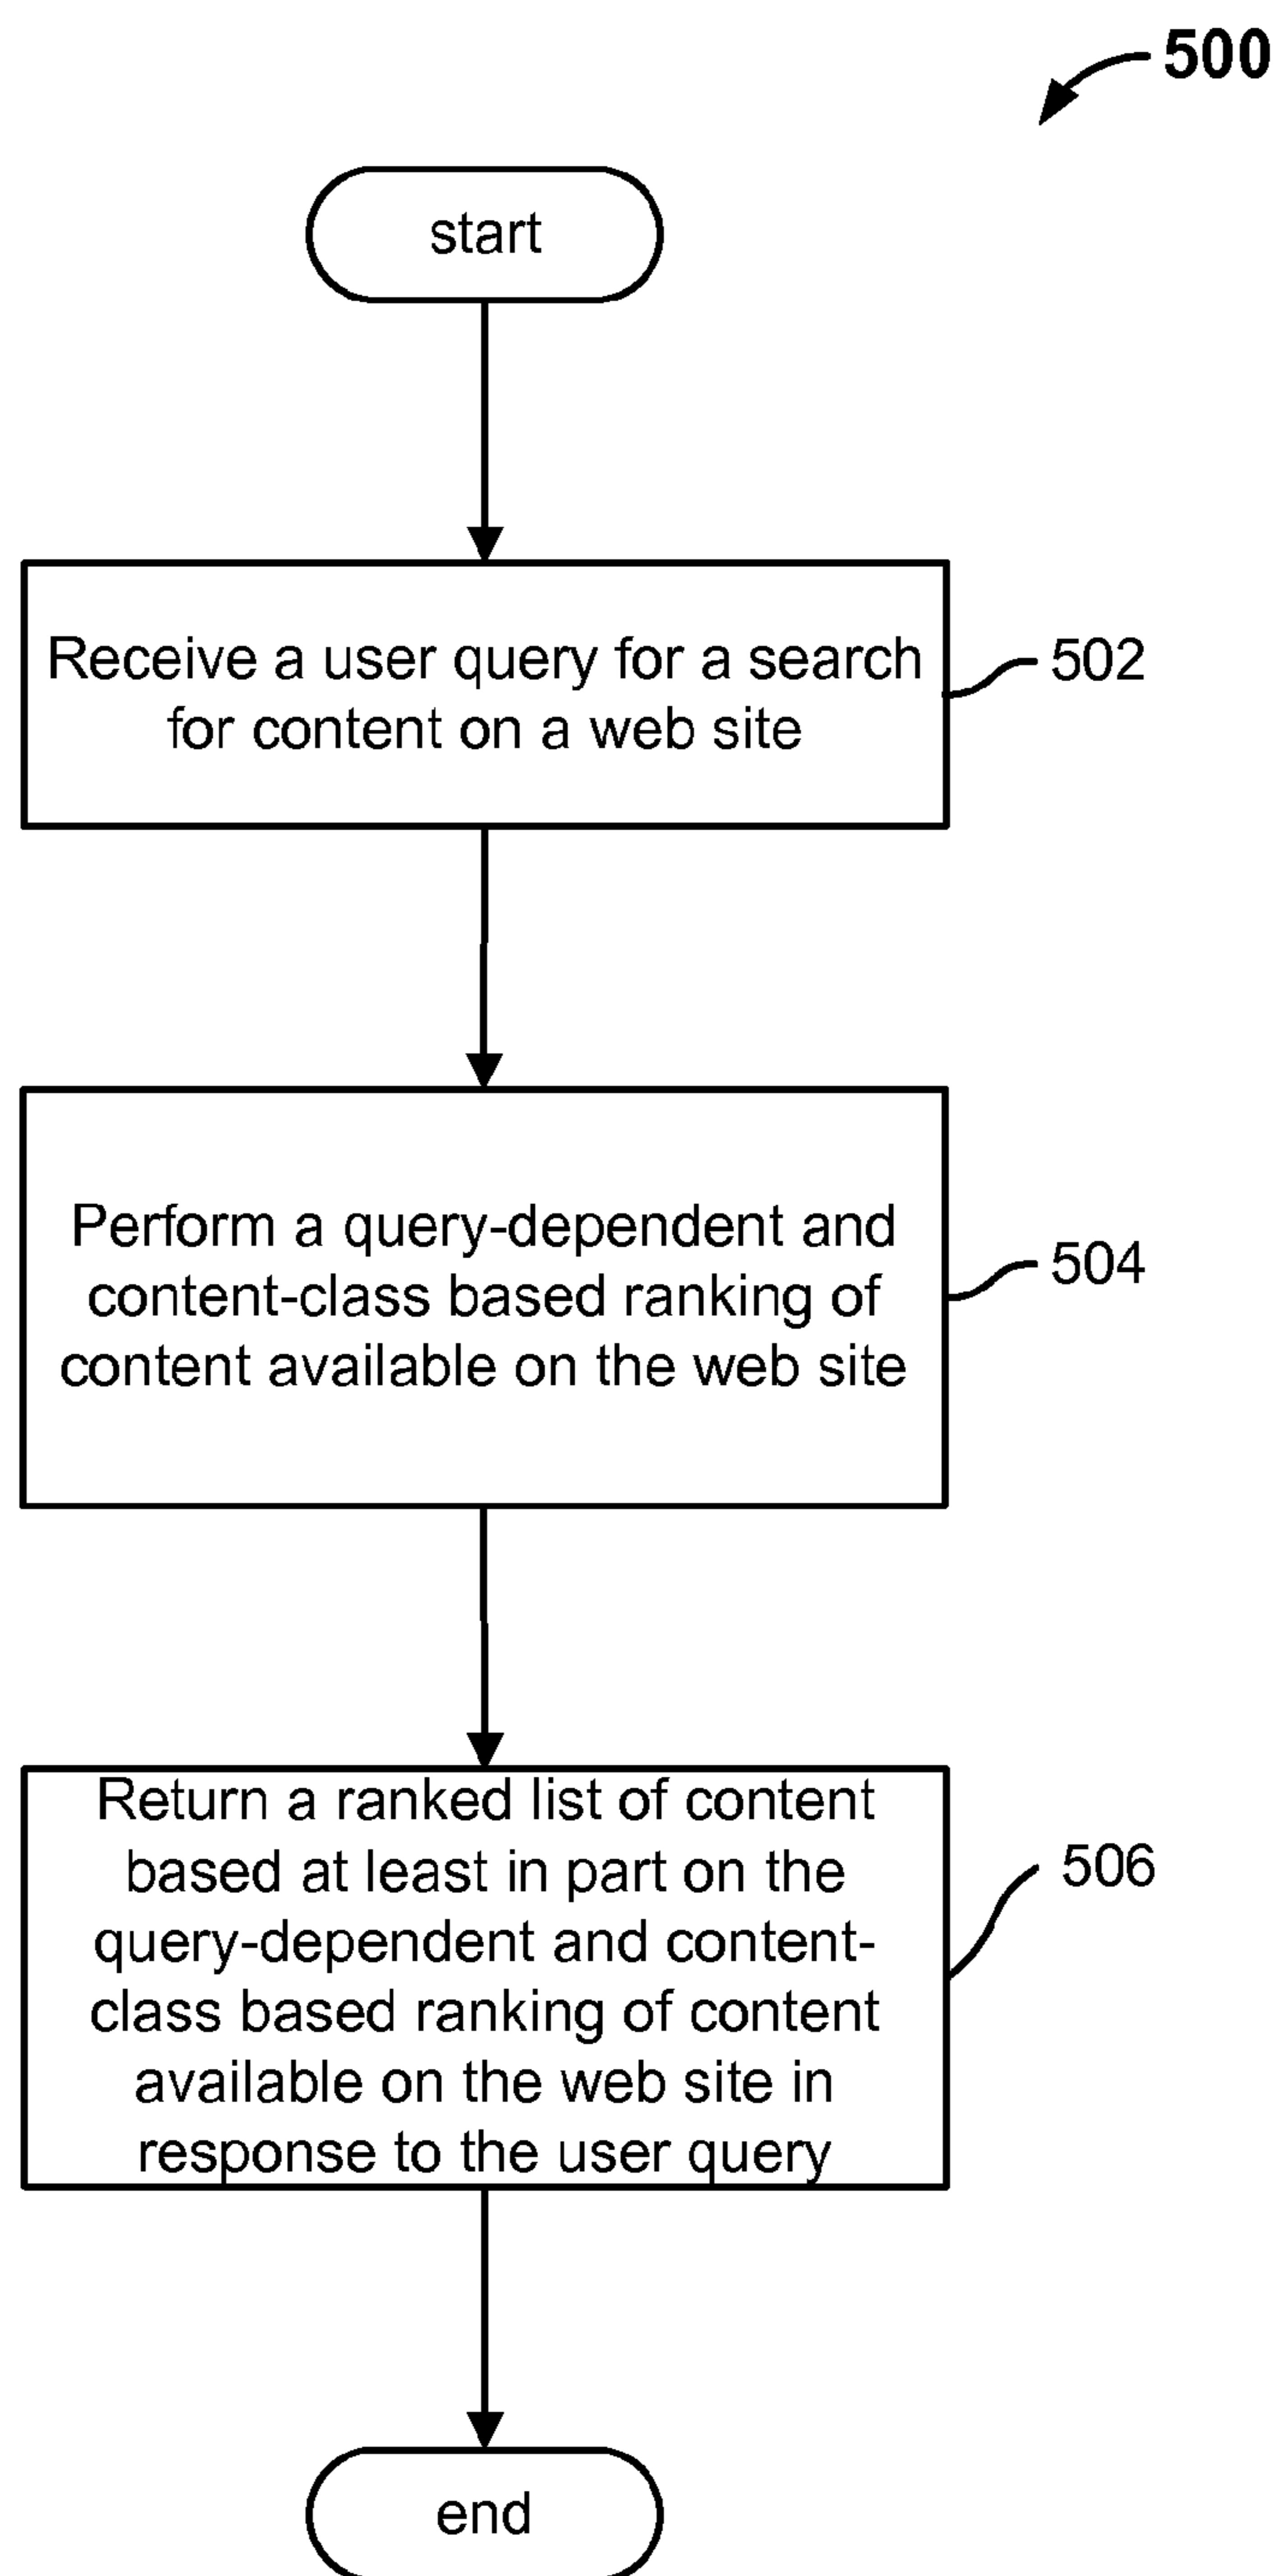 500
start
Receive a user query for a search
for content on a web site
502
Perform a query-dependent and
content-class based ranking of
content available on the web site
504
Return a ranked list of content
based at least in part on the
query-dependent and content-
class based ranking of content
available on the web site in
response to the user query
506
end